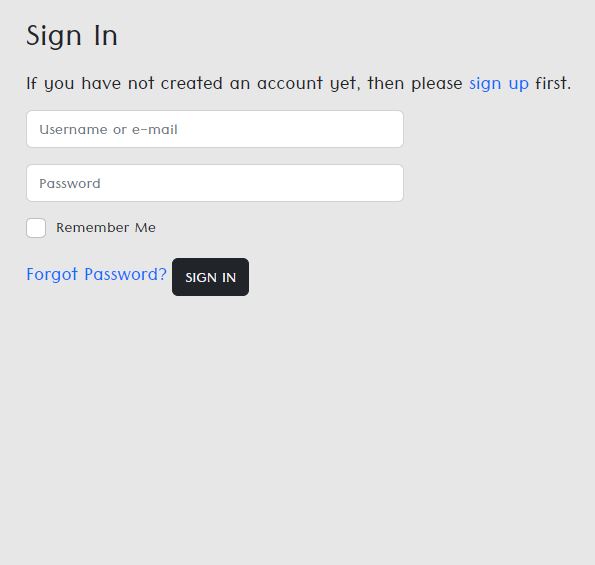 Sign In
If you have not created an account yet, then please sign up first.
Username or e-mail
Password
Remember Me
Forgot Password? SIGN IN